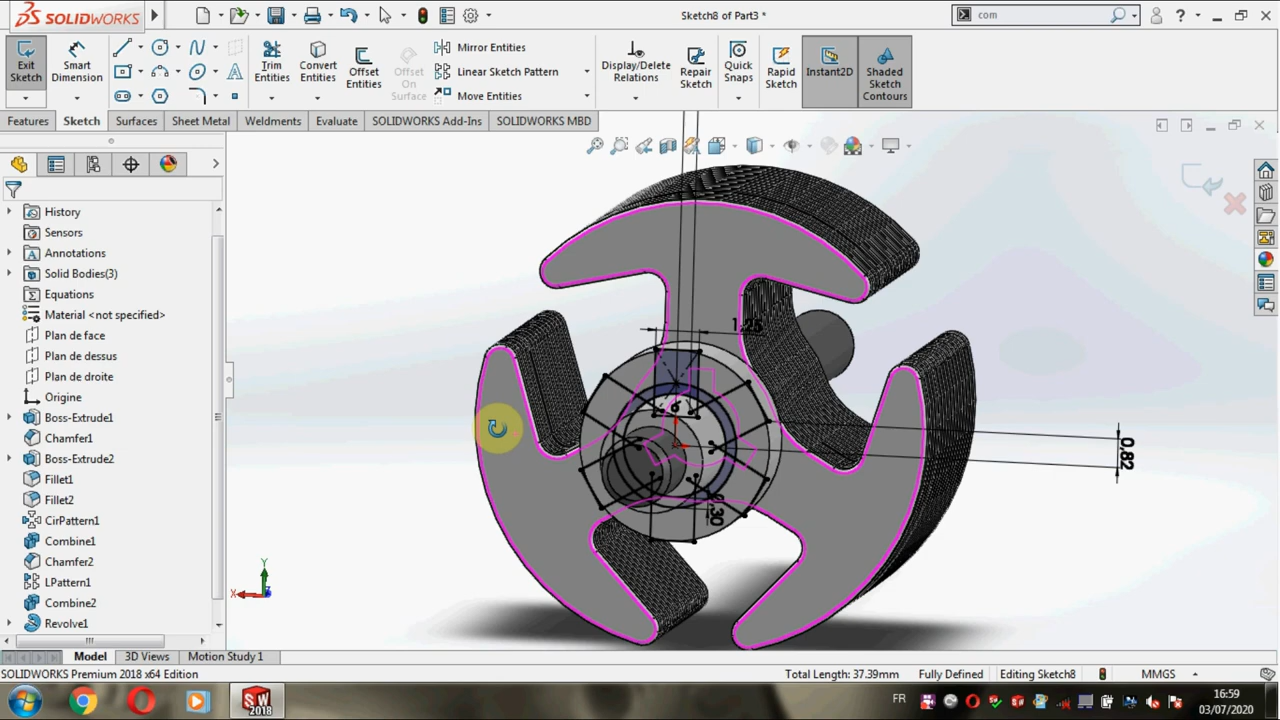 SOLIDWORKS
Sketch8 of Part3 *
com
Exit Sketch
Smart Dimension
Trim Entities
Convert Entities
Offset Entities
Offset On Surface
Mirror Entities
Linear Sketch Pattern
Move Entities
Display/Delete Relations
Repair Sketch
Quick Snaps
Rapid Sketch
Instant2D
Shaded Sketch Contours
Features
Sketch
Surfaces
Sheet Metal
Weldments
Evaluate
SOLIDWORKS Add-Ins
SOLIDWORKS MBD
History
Sensors
Annotations
Solid Bodies(3)
Equations
Material <not specified>
Plan de face
Plan de dessus
Plan de droite
Origine
Boss-Extrude1
Chamfer1
Boss-Extrude2
Fillet1
Fillet2
CirPattern1
Combine1
Chamfer2
LPattern1
Combine2
Revolve1
0.82
Y
X
Model
3D Views
Motion Study 1
SOLIDWORKS Premium 2018 x64 Edition
Total Length: 37.39mm
Fully Defined
Editing Sketch8
MMGS
SW
2018
FR
16:59
03/07/2020